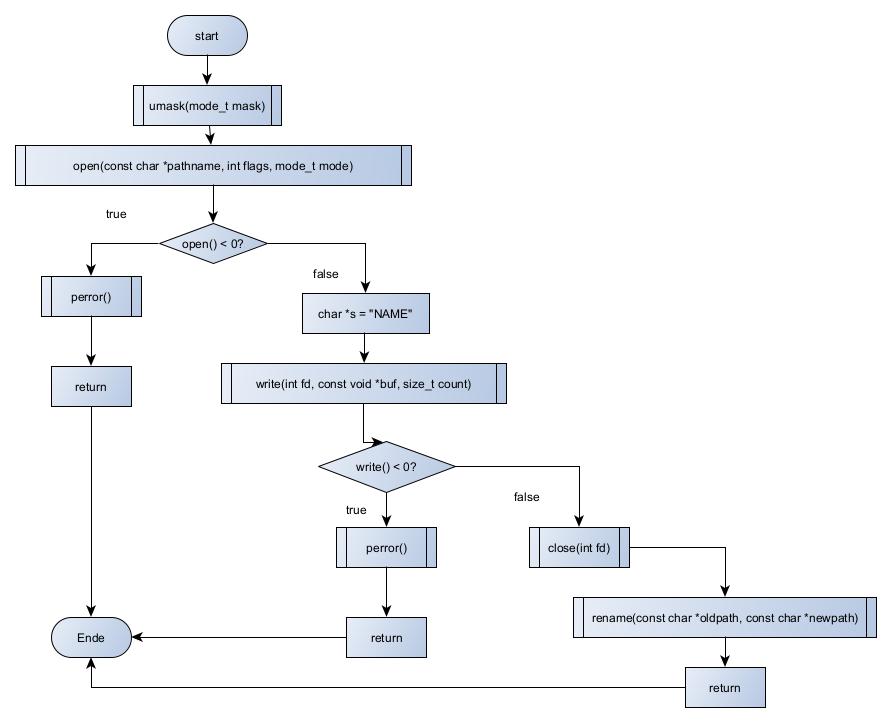 start
umask(mode_t mask)
open(const char *pathname, int flags, mode_t mode)
true
open() < 0?
false
perror()
char *s = "NAME"
return
write(int fd, const void *buf, size_t count)
write() < 0?
true
false
perror()
close(int fd)
rename(const char *oldpath, const char *newpath)
Ende
return
return